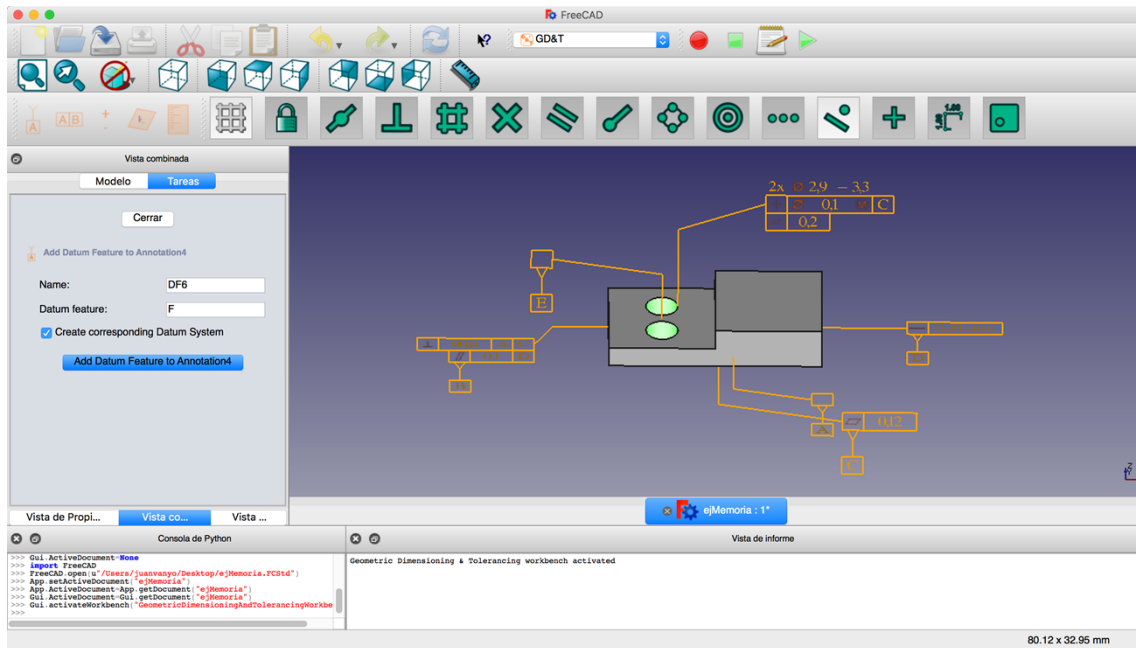 FreeCAD
GD&T
A
AB
1.00
Vista combinada
Modelo
Tareas
Cerrar
Add Datum Feature to Annotation4
Name:
DF6
Datum feature:
F
Create corresponding Datum System
Add Datum Feature to Annotation4
2x ⌀ 2,9 – 3,3
⌀ 0,1 C
0,2
E
A
0,12
C
Z
Vista de Propi...
Vista co...
Vista ...
ejMemoria : 1*
Consola de Python
Vista de informe
>>> Gui.ActiveDocument=None
>>> import FreeCAD
>>> FreeCAD.open(u"/Users/juanvanyo/Desktop/ejMemoria.FCStd")
>>> App.setActiveDocument("ejMemoria")
>>> App.ActiveDocument=App.getDocument("ejMemoria")
>>> Gui.ActiveDocument=Gui.getDocument("ejMemoria")
>>> Gui.activateWorkbench("GeometricDimensioningAndTolerancingWorkbe
>>>
Geometric Dimensioning & Tolerancing workbench activated
80.12 x 32.95 mm